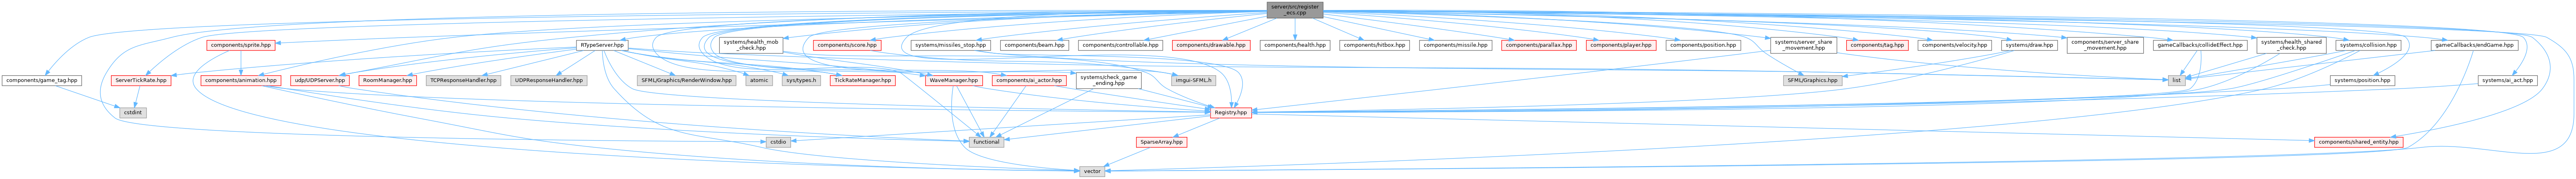 server/src/register
_ecs.cpp
components/sprite.hpp
RTypeServer.hpp
systems/health_mob
_check.hpp
components/score.hpp
systems/missiles_stop.hpp
components/beam.hpp
components/controllable.hpp
components/drawable.hpp
components/health.hpp
components/hitbox.hpp
components/missile.hpp
components/parallax.hpp
components/player.hpp
components/position.hpp
systems/server_share
_movement.hpp
components/tag.hpp
components/velocity.hpp
systems/draw.hpp
components/server_share
_movement.hpp
gameCallbacks/collideEffect.hpp
systems/health_shared
_check.hpp
systems/collision.hpp
gameCallbacks/endGame.hpp
components/game_tag.hpp
ServerTickRate.hpp
components/animation.hpp
udp/UDPServer.hpp
RoomManager.hpp
TCPResponseHandler.hpp
UDPResponseHandler.hpp
SFML/Graphics/RenderWindow.hpp
atomic
sys/types.h
TickRateManager.hpp
WaveManager.hpp
components/ai_actor.hpp
systems/check_game
_ending.hpp
imgui-SFML.h
SFML/Graphics.hpp
list
systems/position.hpp
systems/ai_act.hpp
cstdint
Registry.hpp
cstdio
functional
SparseArray.hpp
components/shared_entity.hpp
vector